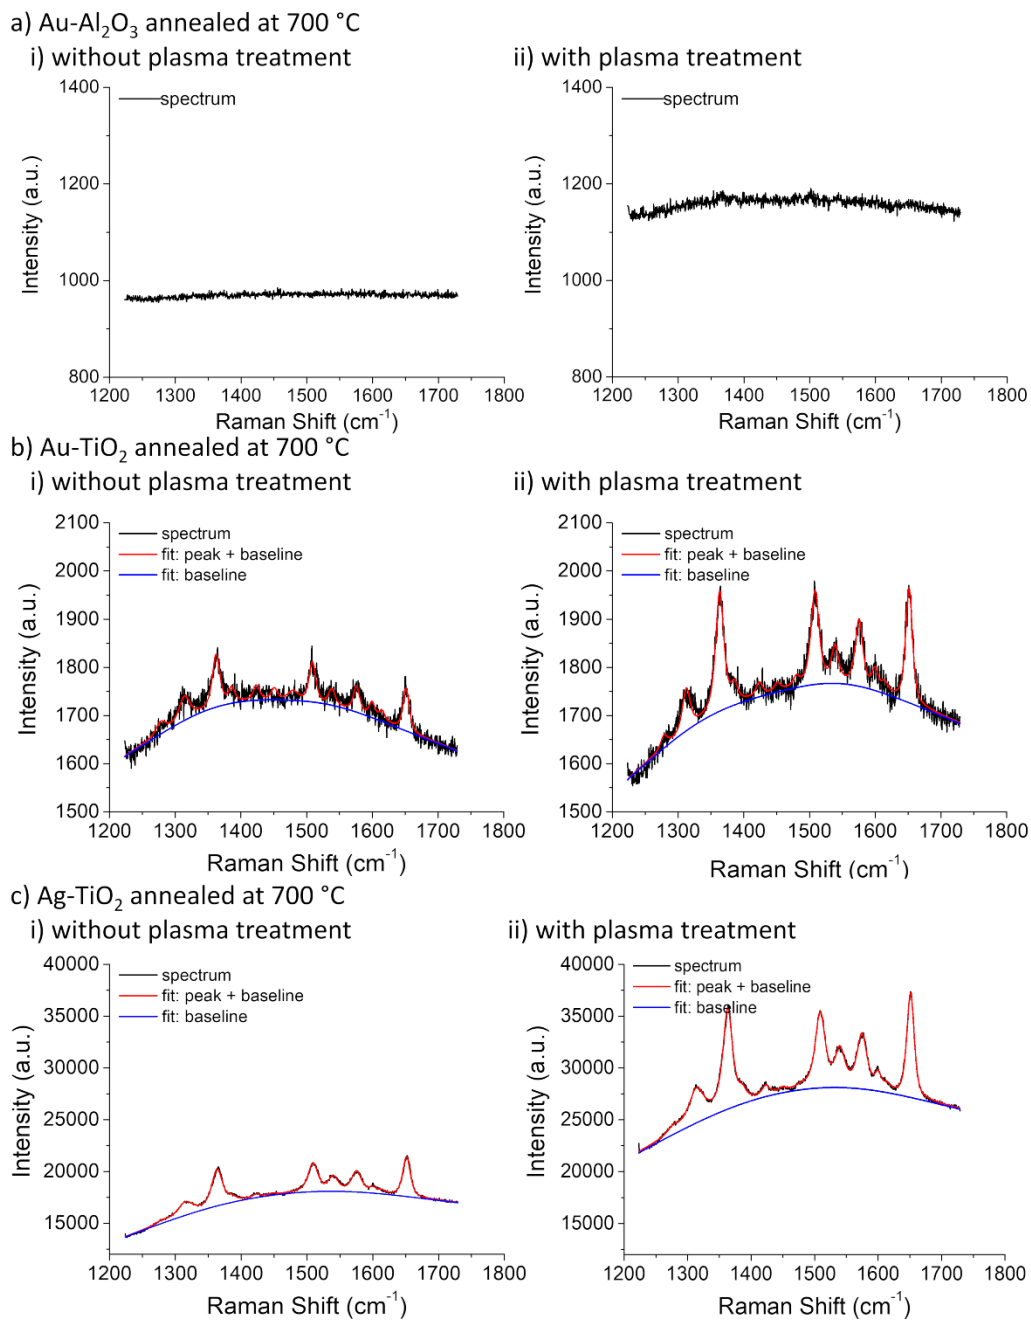 a) Au-Al₂O₃ annealed at 700 °C
i) without plasma treatment
ii) with plasma treatment
1400
1200
1000
800
Intensity (a.u.)
spectrum
1200 1300 1400 1500 1600 1700 1800
Raman Shift (cm⁻¹)
1400
1200
1000
800
Intensity (a.u.)
spectrum
1200 1300 1400 1500 1600 1700 1800
Raman Shift (cm⁻¹)
b) Au-TiO₂ annealed at 700 °C
i) without plasma treatment
ii) with plasma treatment
2100
2000
1900
1800
1700
1600
1500
Intensity (a.u.)
spectrum
fit: peak + baseline
fit: baseline
1200 1300 1400 1500 1600 1700 1800
Raman Shift (cm⁻¹)
2100
2000
1900
1800
1700
1600
1500
Intensity (a.u.)
spectrum
fit: peak + baseline
fit: baseline
1200 1300 1400 1500 1600 1700 1800
Raman Shift (cm⁻¹)
c) Ag-TiO₂ annealed at 700 °C
i) without plasma treatment
ii) with plasma treatment
40000
35000
30000
25000
20000
15000
Intensity (a.u.)
spectrum
fit: peak + baseline
fit: baseline
1200 1300 1400 1500 1600 1700 1800
Raman Shift (cm⁻¹)
40000
35000
30000
25000
20000
15000
Intensity (a.u.)
spectrum
fit: peak + baseline
fit: baseline
1200 1300 1400 1500 1600 1700 1800
Raman Shift (cm⁻¹)